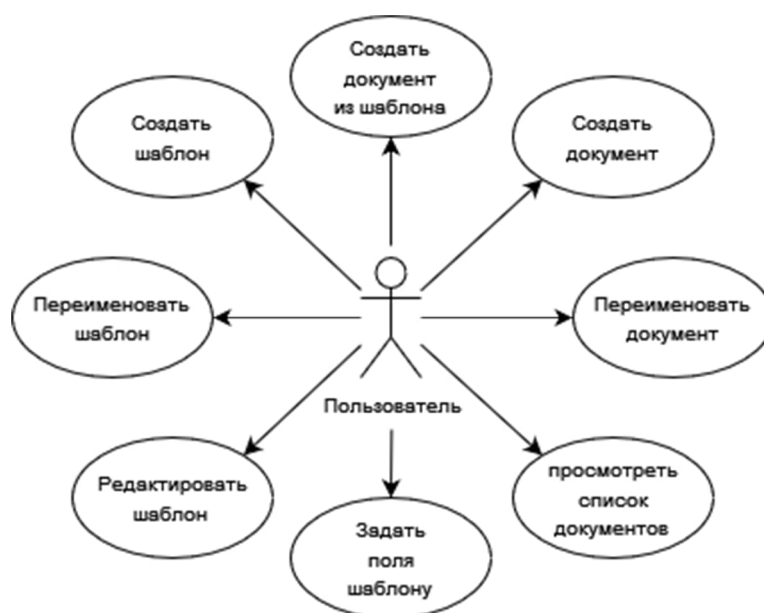 Создать
документ
из шаблона
Создать
шаблон
Создать
документ
Переименовать
шаблон
Переименовать
документ
Пользователь
Редактировать
шаблон
Задать
поля
шаблону
просмотреть
список
документов